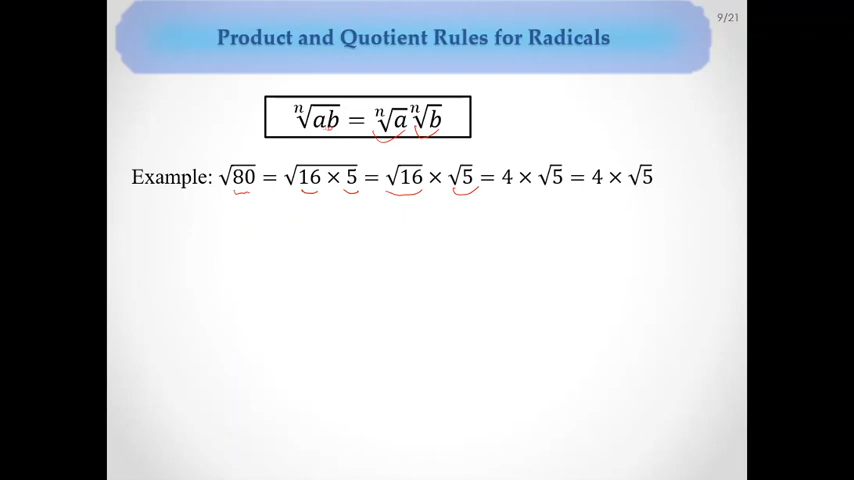 9/21
Product and Quotient Rules for Radicals
ⁿ√(ab) = ⁿ√a ⁿ√b
Example: √80 = √(16 × 5) = √16 × √5 = 4 × √5 = 4 × √5